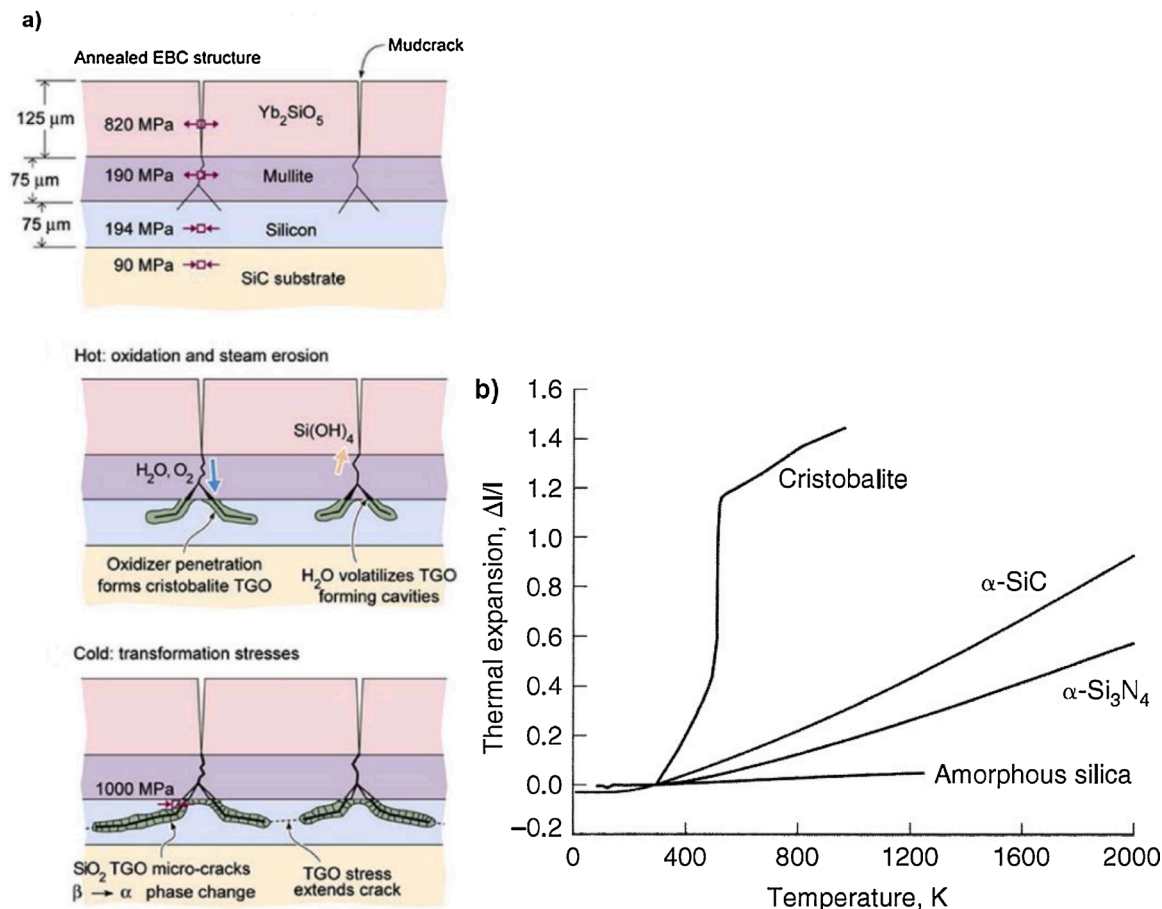 a)
Annealed EBC structure
Mudcrack
125 μm
820 MPa
Yb₂SiO₅
75 μm
190 MPa
Mullite
75 μm
194 MPa
Silicon
90 MPa
SiC substrate
Hot: oxidation and steam erosion
Si(OH)₄
H₂O, O₂
Oxidizer penetration
forms cristobalite TGO
H₂O volatilizes TGO
forming cavities
Cold: transformation stresses
1000 MPa
SiO₂ TGO micro-cracks
β → α phase change
TGO stress
extends crack
b)
Thermal expansion, Δl/l
1.6
1.4
1.2
1.0
0.8
0.6
0.4
0.2
0.0
−0.2
Cristobalite
α-SiC
α-Si₃N₄
Amorphous silica
0 400 800 1200 1600 2000
Temperature, K